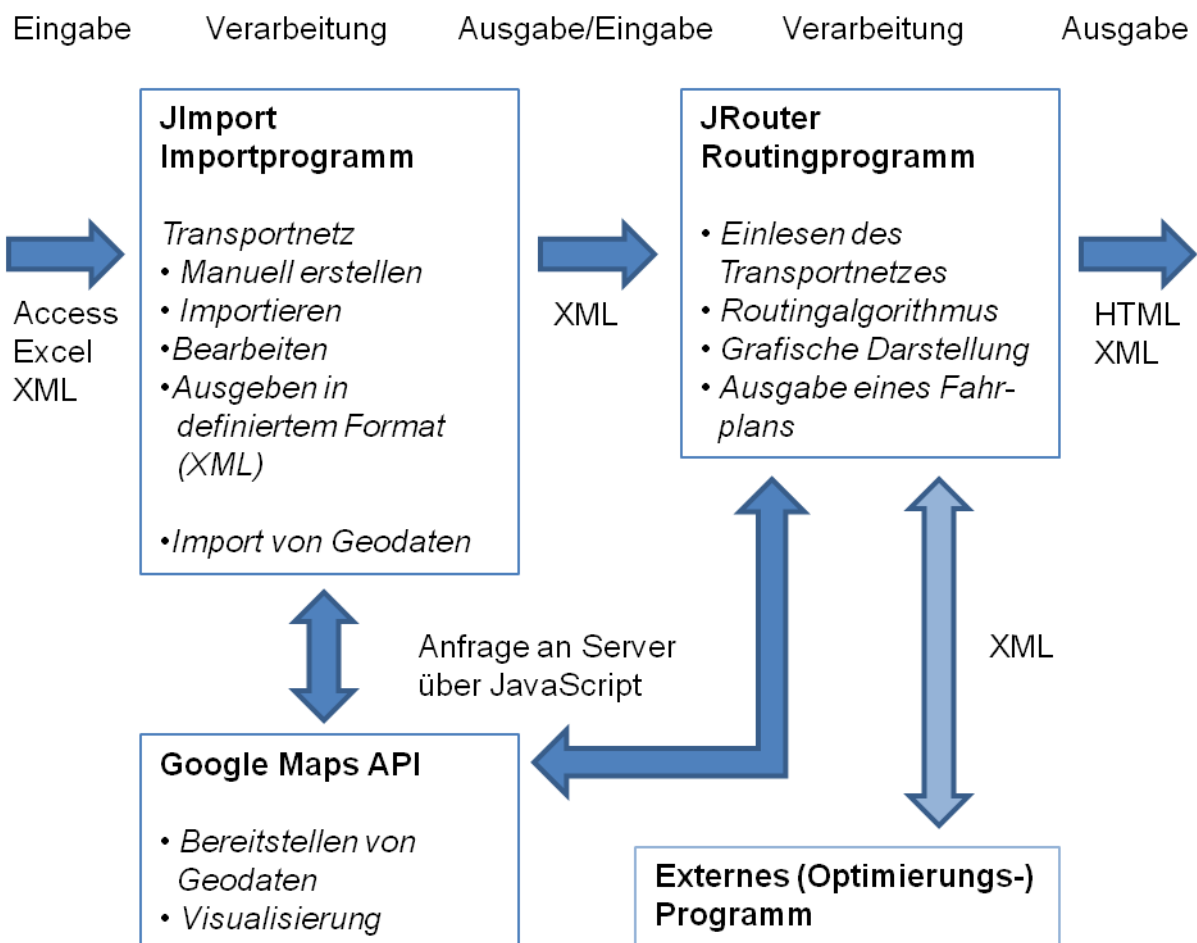 Eingabe Verarbeitung Ausgabe/Eingabe Verarbeitung Ausgabe
JImport
Importprogramm
Transportnetz
• Manuell erstellen
• Importieren
•Bearbeiten
•Ausgeben in
definiertem Format
(XML)
•Import von Geodaten
JRouter
Routingprogramm
• Einlesen des
Transportnetzes
• Routingalgorithmus
• Grafische Darstellung
• Ausgabe eines Fahr-
plans
Access
Excel
XML
XML
HTML
XML
Anfrage an Server
über JavaScript
XML
Google Maps API
• Bereitstellen von
Geodaten
• Visualisierung
Externes (Optimierungs-)
Programm